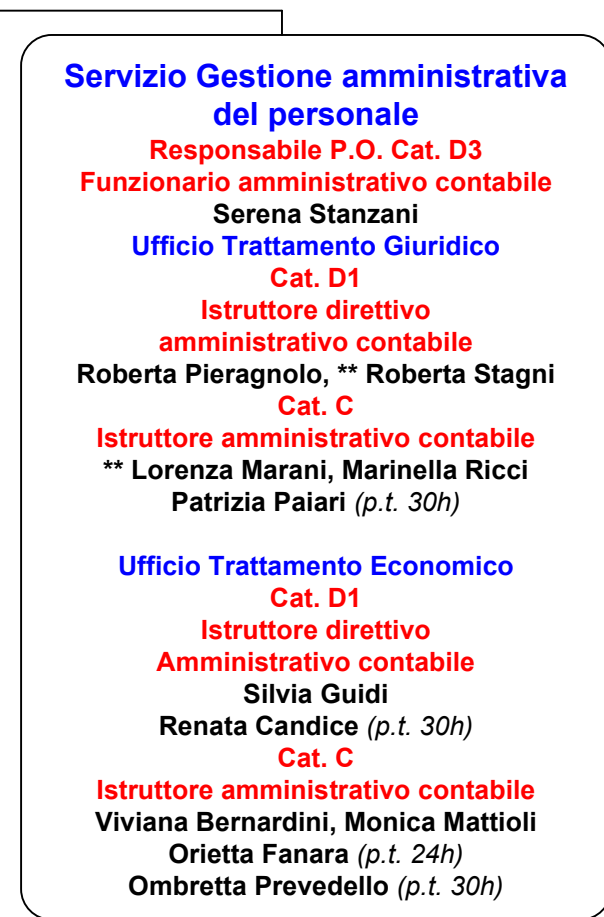 Servizio Gestione amministrativa
del personale
Responsabile P.O. Cat. D3
Funzionario amministrativo contabile
Serena Stanzani
Ufficio Trattamento Giuridico
Cat. D1
Istruttore direttivo
amministrativo contabile
Roberta Pieragnolo, ** Roberta Stagni
Cat. C
Istruttore amministrativo contabile
** Lorenza Marani, Marinella Ricci
Patrizia Paiari (p.t. 30h)
Ufficio Trattamento Economico
Cat. D1
Istruttore direttivo
Amministrativo contabile
Silvia Guidi
Renata Candice (p.t. 30h)
Cat. C
Istruttore amministrativo contabile
Viviana Bernardini, Monica Mattioli
Orietta Fanara (p.t. 24h)
Ombretta Prevedello (p.t. 30h)